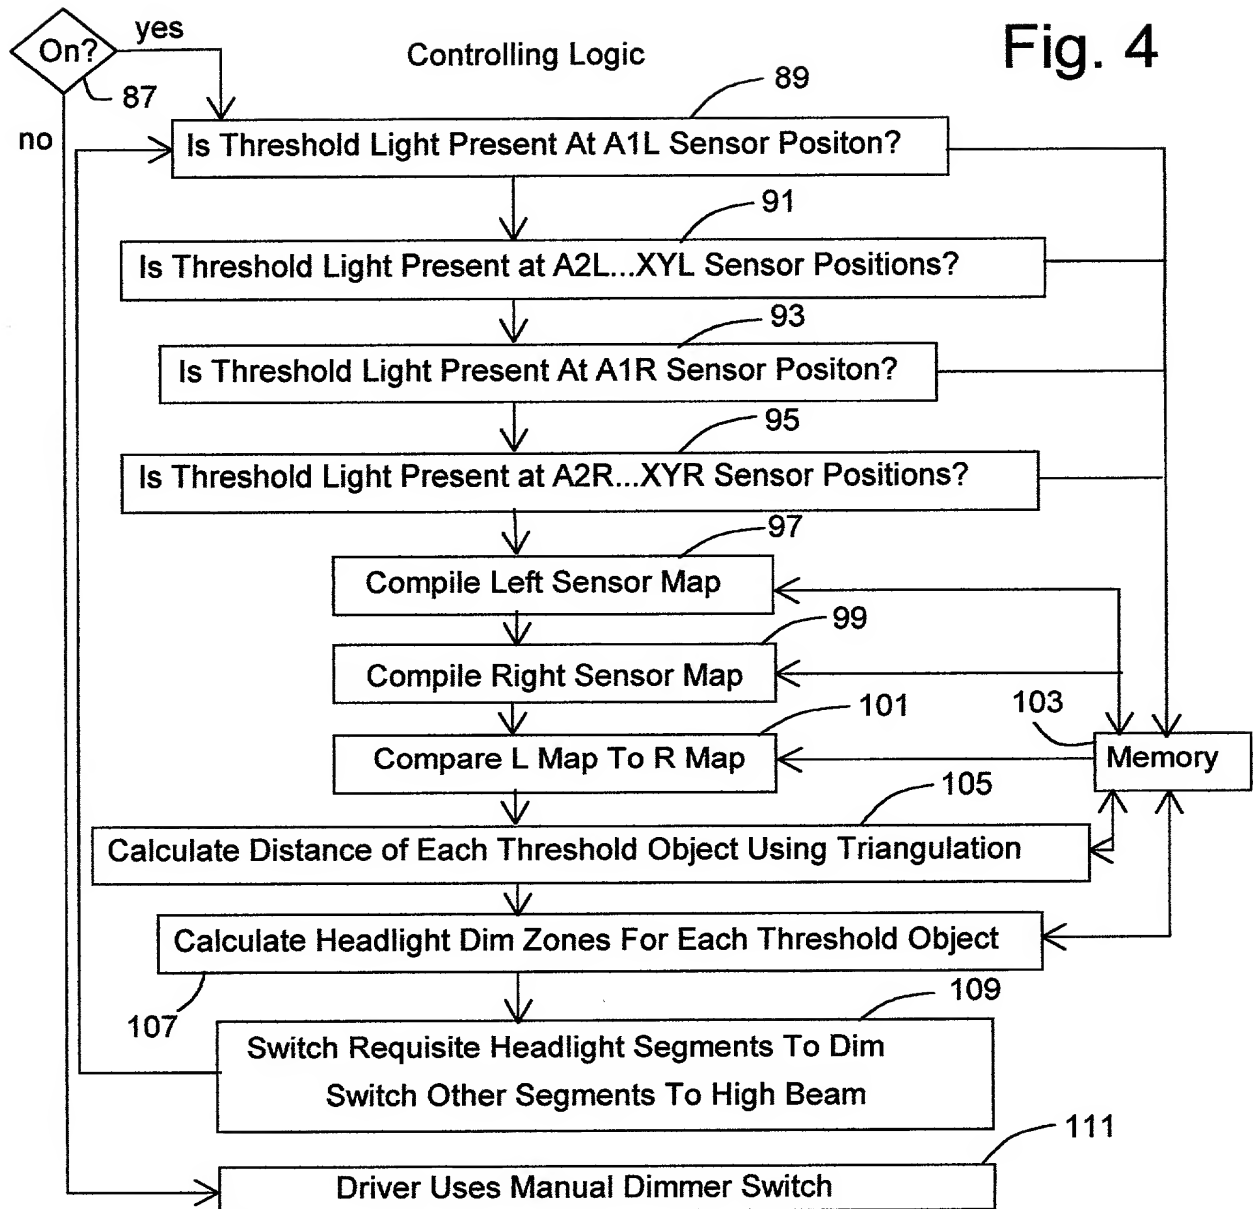 On?
yes
Controlling Logic
Fig. 4
87
89
no
Is Threshold Light Present At A1L Sensor Positon?
91
Is Threshold Light Present at A2L...XYL Sensor Positions?
93
Is Threshold Light Present At A1R Sensor Positon?
95
Is Threshold Light Present at A2R...XYR Sensor Positions?
97
Compile Left Sensor Map
99
Compile Right Sensor Map
101
103
Compare L Map To R Map
Memory
105
Calculate Distance of Each Threshold Object Using Triangulation
Calculate Headlight Dim Zones For Each Threshold Object
107
109
Switch Requisite Headlight Segments To Dim
Switch Other Segments To High Beam
111
Driver Uses Manual Dimmer Switch